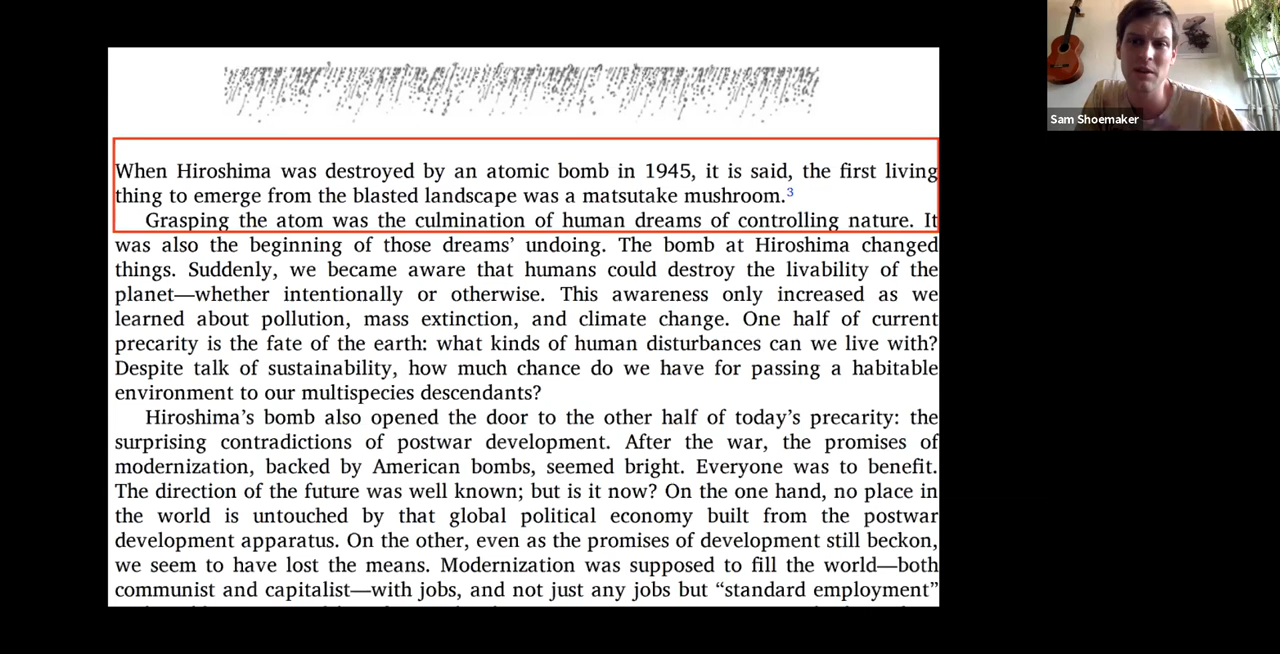 Sam Shoemaker
When Hiroshima was destroyed by an atomic bomb in 1945, it is said, the first living
thing to emerge from the blasted landscape was a matsutake mushroom.3
Grasping the atom was the culmination of human dreams of controlling nature. It
was also the beginning of those dreams’ undoing. The bomb at Hiroshima changed
things. Suddenly, we became aware that humans could destroy the livability of the
planet—whether intentionally or otherwise. This awareness only increased as we
learned about pollution, mass extinction, and climate change. One half of current
precarity is the fate of the earth: what kinds of human disturbances can we live with?
Despite talk of sustainability, how much chance do we have for passing a habitable
environment to our multispecies descendants?
Hiroshima’s bomb also opened the door to the other half of today’s precarity: the
surprising contradictions of postwar development. After the war, the promises of
modernization, backed by American bombs, seemed bright. Everyone was to benefit.
The direction of the future was well known; but is it now? On the one hand, no place in
the world is untouched by that global political economy built from the postwar
development apparatus. On the other, even as the promises of development still beckon,
we seem to have lost the means. Modernization was supposed to fill the world—both
communist and capitalist—with jobs, and not just any jobs but “standard employment”